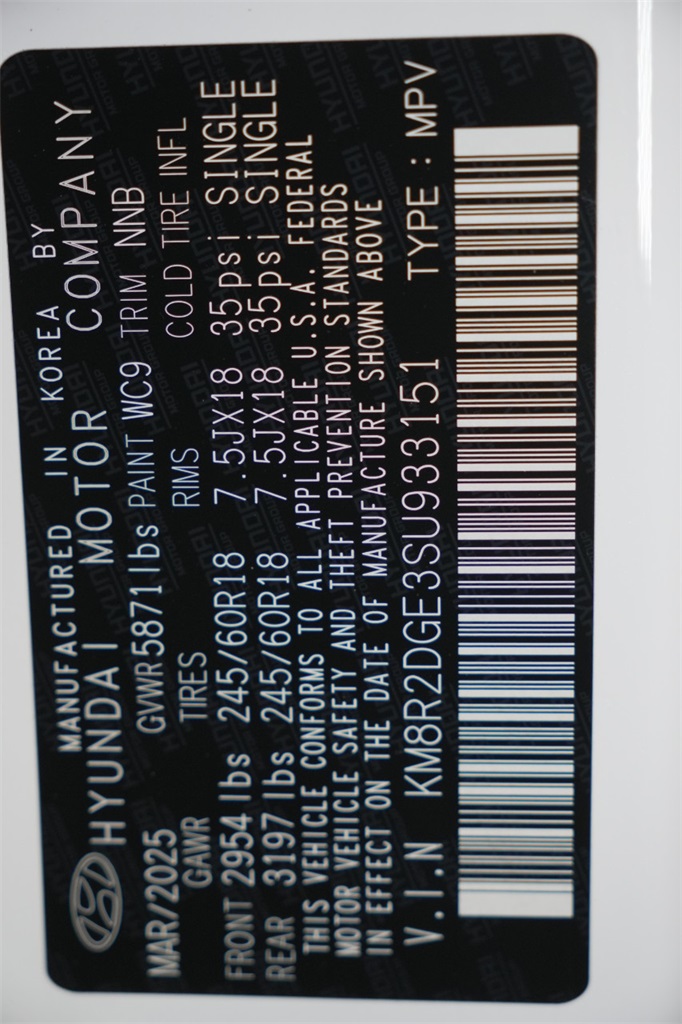 MANUFACTURED IN KOREA BY
HYUNDAI MOTOR COMPANY
MAR/2025 GVWR5871lbs PAINT WC9 TRIM NNB
GAWR TIRES RIMS COLD TIRE INFL
FRONT 2954 lbs 245/60R18 7.5JX18 35psi SINGLE
REAR 3197 lbs 245/60R18 7.5JX18 35psi SINGLE
THIS VEHICLE CONFORMS TO ALL APPLICABLE U.S.A. FEDERAL
MOTOR VEHICLE SAFETY AND THEFT PREVENTION STANDARDS
IN EFFECT ON THE DATE OF MANUFACTURE SHOWN ABOVE
V.I.N KM8R2DGE3SU933151 TYPE : MPV